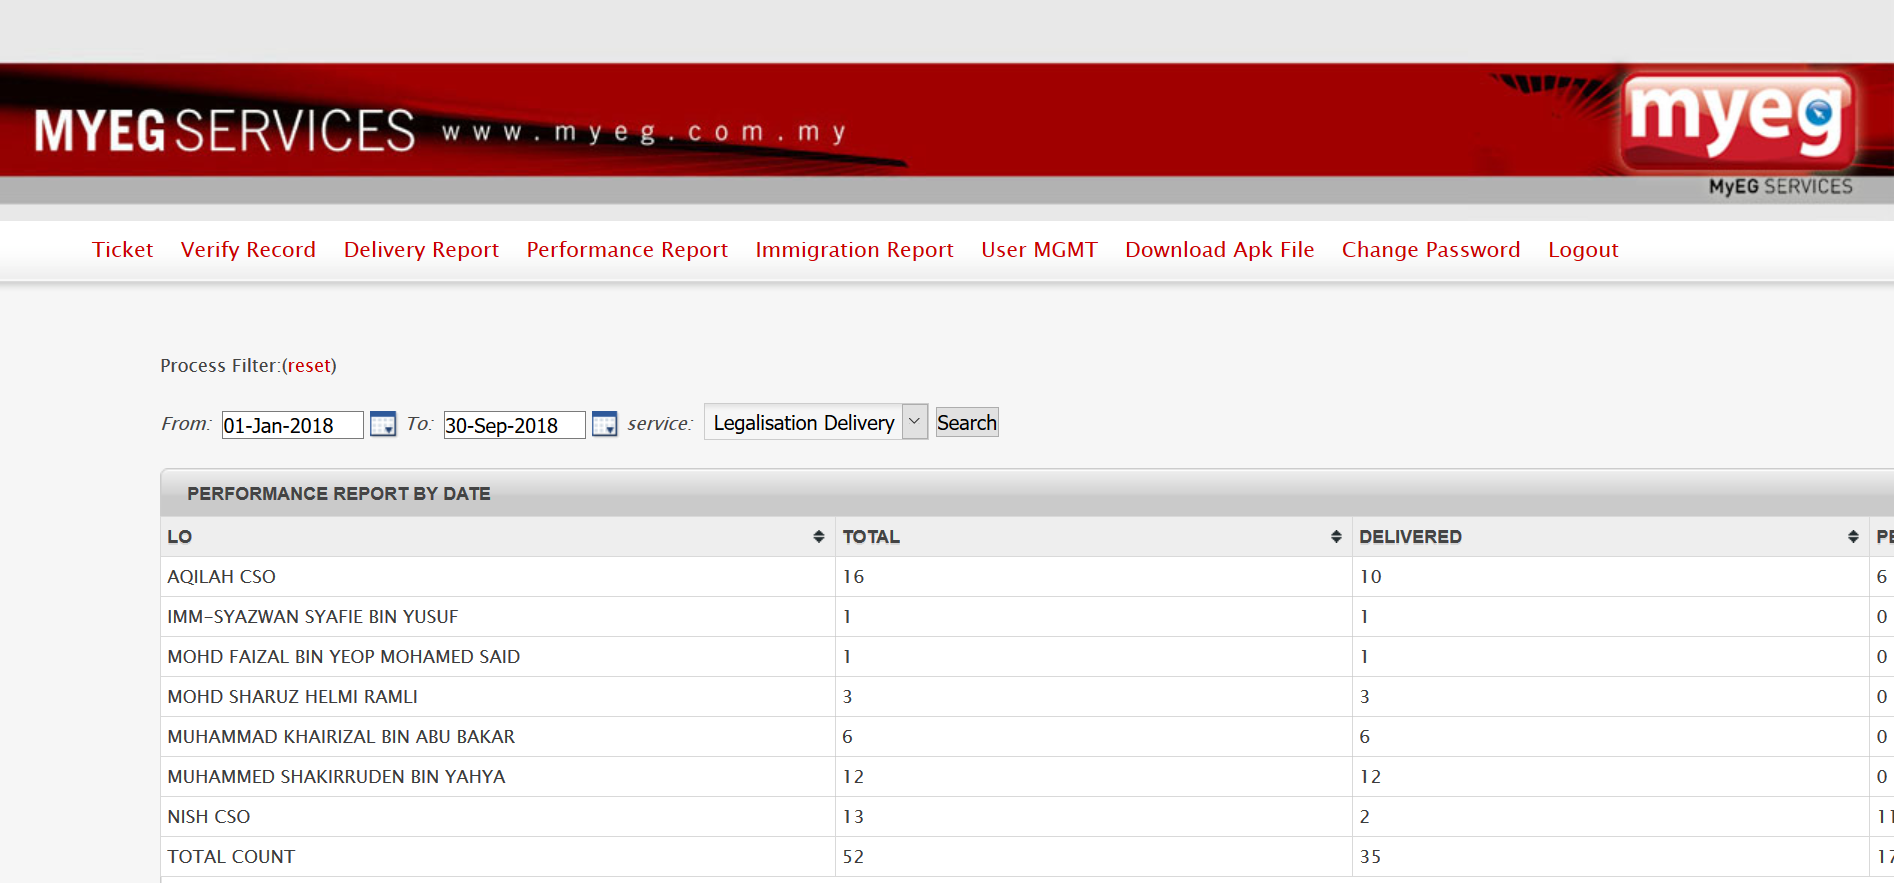 MYEG SERVICES www.myeg.com.my
myeg
MyEG SERVICES
Ticket Verify Record Delivery Report Performance Report Immigration Report User MGMT Download Apk File Change Password Logout
Process Filter:(reset)
From: 01-Jan-2018 To: 30-Sep-2018 service: Legalisation Delivery Search
PERFORMANCE REPORT BY DATE
LO TOTAL DELIVERED
AQILAH CSO 16 10 6
IMM-SYAZWAN SYAFIE BIN YUSUF 1 1 0
MOHD FAIZAL BIN YEOP MOHAMED SAID 1 1 0
MOHD SHARUZ HELMI RAMLI 3 3 0
MUHAMMAD KHAIRIZAL BIN ABU BAKAR 6 6 0
MUHAMMED SHAKIRRUDEN BIN YAHYA 12 12 0
NISH CSO 13 2 11
TOTAL COUNT 52 35 17